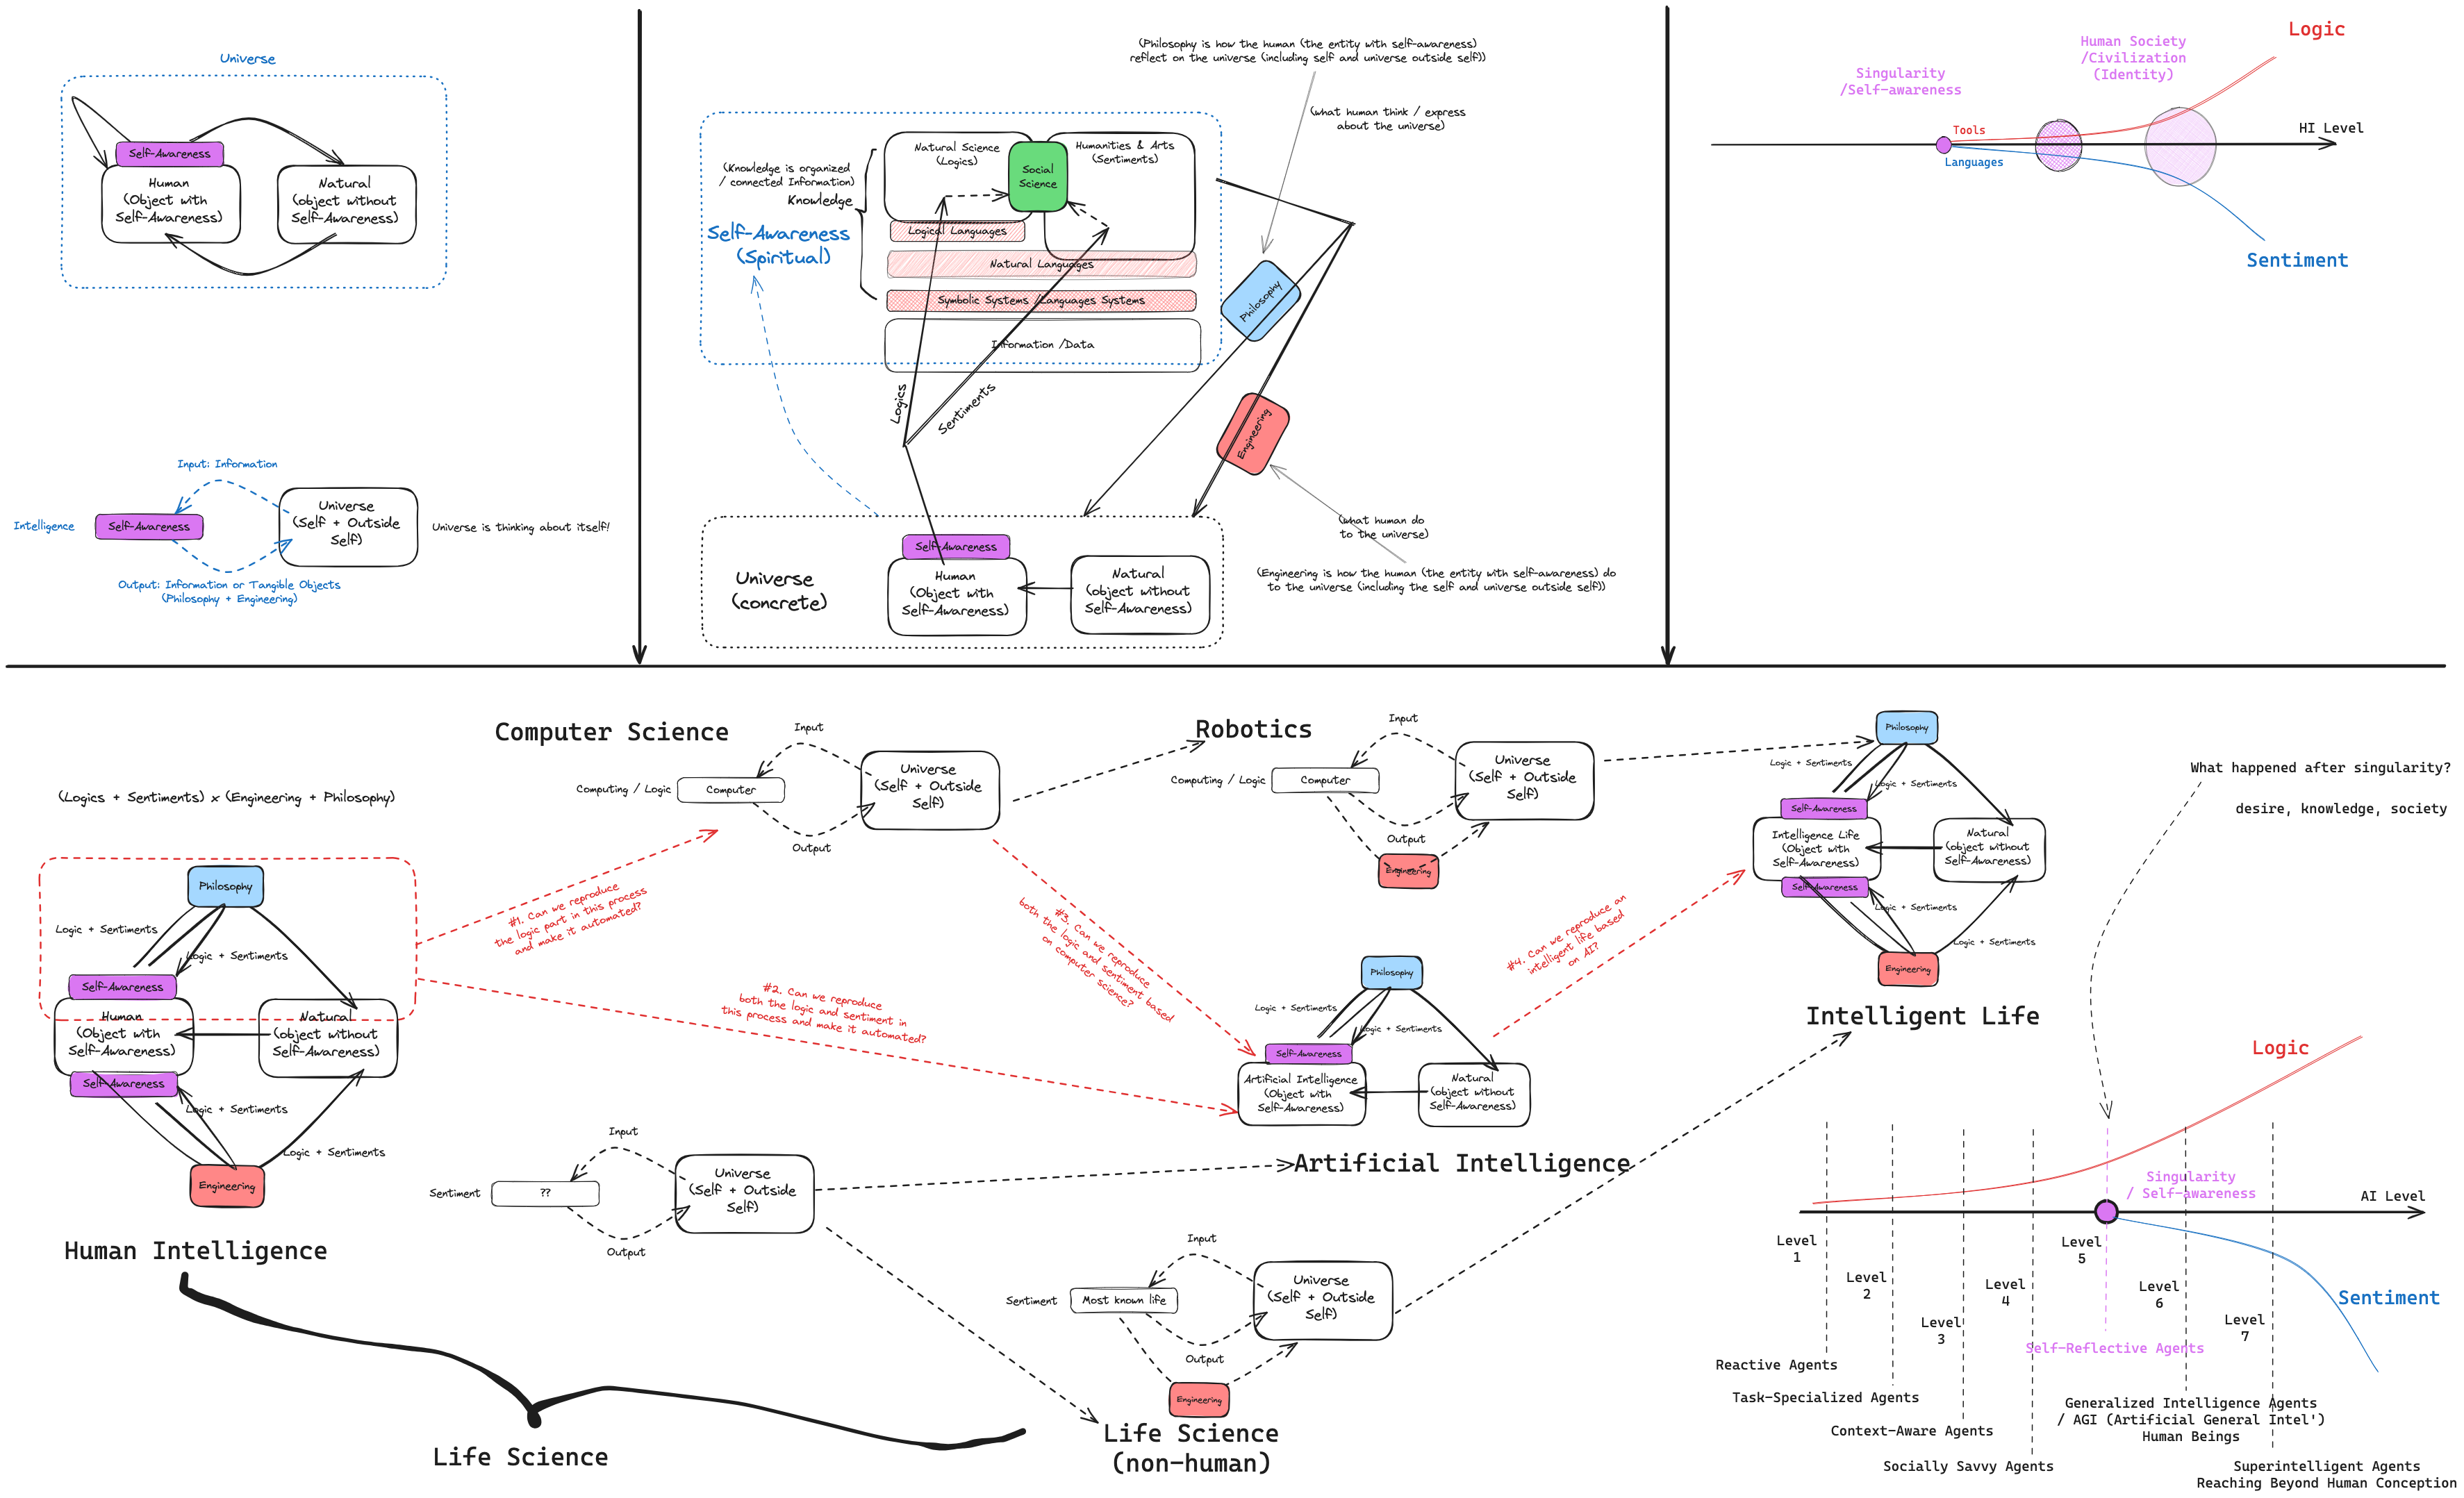 Universe
Self-Awareness
Human
(Object with
Self-Awareness)
Natural
(object without
Self-Awareness)
Input: Information
Intelligence
Self-Awareness
Universe
(Self + Outside
Self)
Universe is thinking about itself!
Output: Information or Tangible Objects
(Philosophy + Engineering)
(Philosophy is how the human (the entity with self-awareness)
reflect on the universe (including self and universe outside self))
(what human think / express
about the universe)
Natural Science
(Logics)
Social
Science
Humanities & Arts
(Sentiments)
(Knowledge is organized
/ connected Information)
Knowledge
Self-Awareness
(Spiritual)
Logical Languages
Natural Languages
Symbolic Systems /Languages Systems
Information /Data
Logics
Sentiments
Philosophy
Engineering
(what human do
to the universe)
(Engineering is how the human (the entity with self-awareness) do
to the universe (including the self and universe outside self))
Universe
(concrete)
Self-Awareness
Human
(Object with
Self-Awareness)
Natural
(object without
Self-Awareness)
Logic
Human Society
/Civilization
(Identity)
Singularity
/Self-awareness
Tools
Languages
HI Level
Sentiment
(Logics + Sentiments) x (Engineering + Philosophy)
Philosophy
Logic + Sentiments
Logic + Sentiments
Self-Awareness
Human
(Object with
Self-Awareness)
Natural
(object without
Self-Awareness)
Self-Awareness
Logic + Sentiments
Logic + Sentiments
Engineering
Human Intelligence
Life Science
Computer Science
Input
Computing / Logic
Computer
Universe
(Self + Outside
Self)
Output
#1. Can we reproduce
the logic part in this process
and make it automated?
#2. Can we reproduce
both the logic and sentiment in
this process and make it automated?
#3. Can we reproduce
both the logic and sentiment based
on computer
science?
Input
Sentiment
??
Universe
(Self + Outside
Self)
Output
Robotics
Input
Computing / Logic
Computer
Universe
(Self + Outside
Self)
Output
Engineering
Philosophy
Logic + Sentiments
Logic + Sentiments
Self-Awareness
Artificial Intelligence
(Object with
Self-Awareness)
Natural
(object without
Self-Awareness)
Artificial Intelligence
#4. Can we reproduce an
intelligent life based
on AI?
Input
Sentiment
Most known life
Universe
(Self + Outside
Self)
Output
Engineering
Life Science
(non-human)
Philosophy
Logic + Sentiments
Logic + Sentiments
Self-Awareness
Intelligence Life
(Object with
Self-Awareness)
Natural
(object without
Self-Awareness)
Self-Awareness
Logic + Sentiments
Logic + Sentiments
Engineering
Intelligent Life
What happened after singularity?
desire, knowledge, society
Logic
Singularity
/ Self-awareness
AI Level
Level
1
Level
2
Level
3
Level
4
Level
5
Level
6
Level
7
Sentiment
Self-Reflective Agents
Reactive Agents
Task-Specialized Agents
Context-Aware Agents
Socially Savvy Agents
Generalized Intelligence Agents
/ AGI (Artificial General Intel')
Human Beings
Superintelligent Agents
Reaching Beyond Human Conception